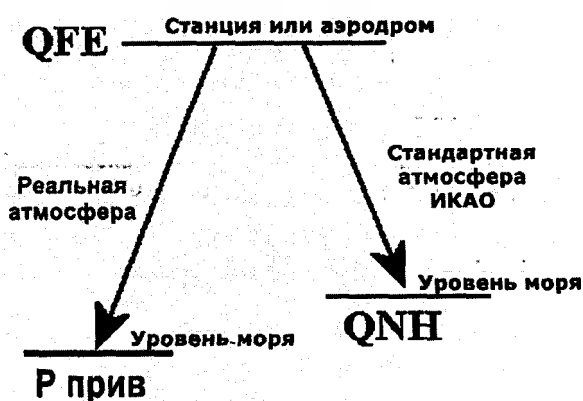 QFE Станция или аэродром
Реальная
атмосфера
Стандартная
атмосфера
ИКАО
Уровень моря
QNH
Уровень моря
Р прив